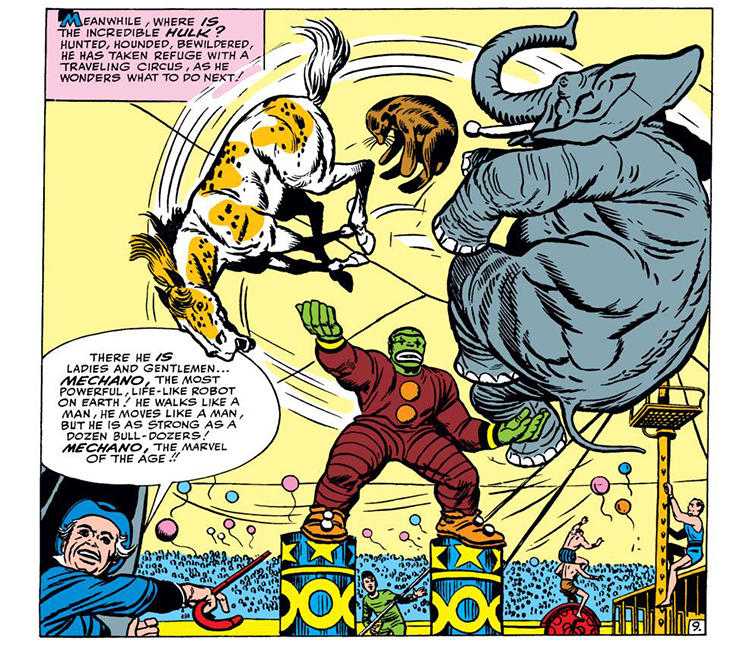 MEANWHILE, WHERE IS
THE INCREDIBLE HULK?
HUNTED, HOUNDED, BEWILDERED,
HE HAS TAKEN REFUGE WITH A
TRAVELING CIRCUS, AS HE
WONDERS WHAT TO DO NEXT!
THERE HE IS
LADIES AND GENTLEMEN...
MECHANO, THE MOST
POWERFUL, LIFE-LIKE ROBOT
ON EARTH! HE WALKS LIKE A
MAN, HE MOVES LIKE A MAN,
BUT HE IS AS STRONG AS A
DOZEN BULL-DOZERS!
MECHANO, THE MARVEL
OF THE AGE!!
9.